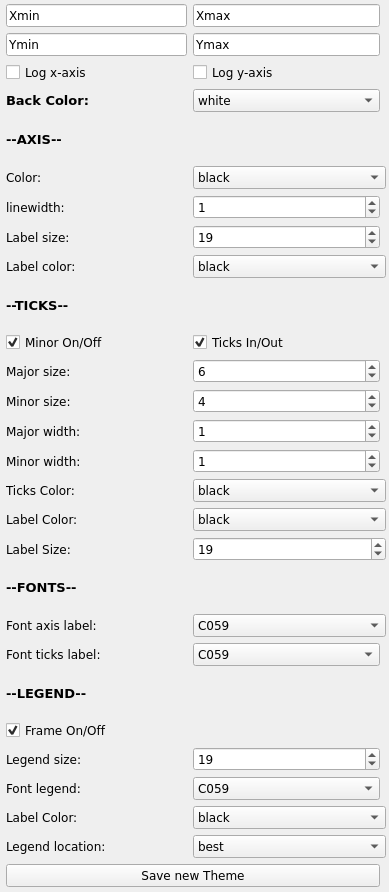 Xmin Xmax
Ymin Ymax
Log x-axis Log y-axis
Back Color: white
--AXIS--
Color: black
linewidth: 1
Label size: 19
Label color: black
--TICKS--
Minor On/Off Ticks In/Out
Major size: 6
Minor size: 4
Major width: 1
Minor width: 1
Ticks Color: black
Label Color: black
Label Size: 19
--FONTS--
Font axis label: C059
Font ticks label: C059
--LEGEND--
Frame On/Off
Legend size: 19
Font legend: C059
Label Color: black
Legend location: best
Save new Theme